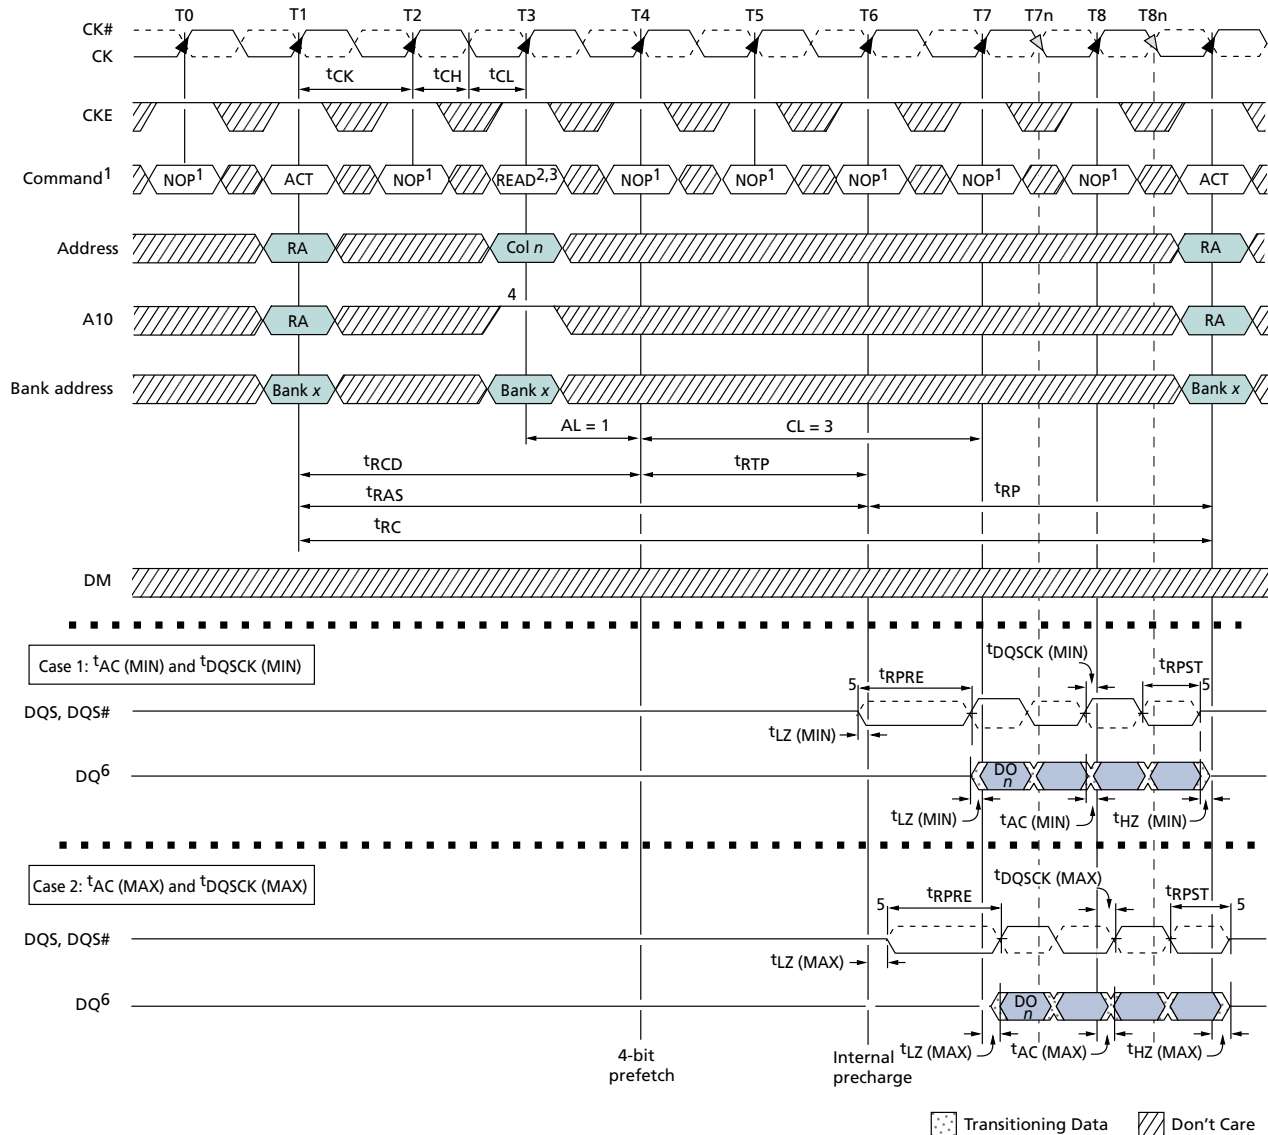 T0 T1 T2 T3 T4 T5 T6 T7 T7n T8 T8n
CK#
CK
tCK tCH tCL
CKE
Command1 NOP1 ACT NOP1 READ2,3 NOP1 NOP1 NOP1 NOP1 NOP1 ACT
Address RA Col n RA
4
A10 RA RA
Bank address Bank x Bank x Bank x
AL = 1 CL = 3
tRCD tRTP
tRAS tRP
tRC
DM
Case 1: tAC (MIN) and tDQSCK (MIN)
tDQSCK (MIN)
5 tRPRE tRPST 5
DQS, DQS#
tLZ (MIN)
DQ6 DO n
tLZ (MIN) tAC (MIN) tHZ (MIN)
Case 2: tAC (MAX) and tDQSCK (MAX)
tDQSCK (MAX)
5 tRPRE tRPST 5
DQS, DQS#
tLZ (MAX)
DQ6 DO n
tLZ (MAX) tAC (MAX) tHZ (MAX)
4-bit
prefetch
Internal
precharge
Transitioning Data Don't Care